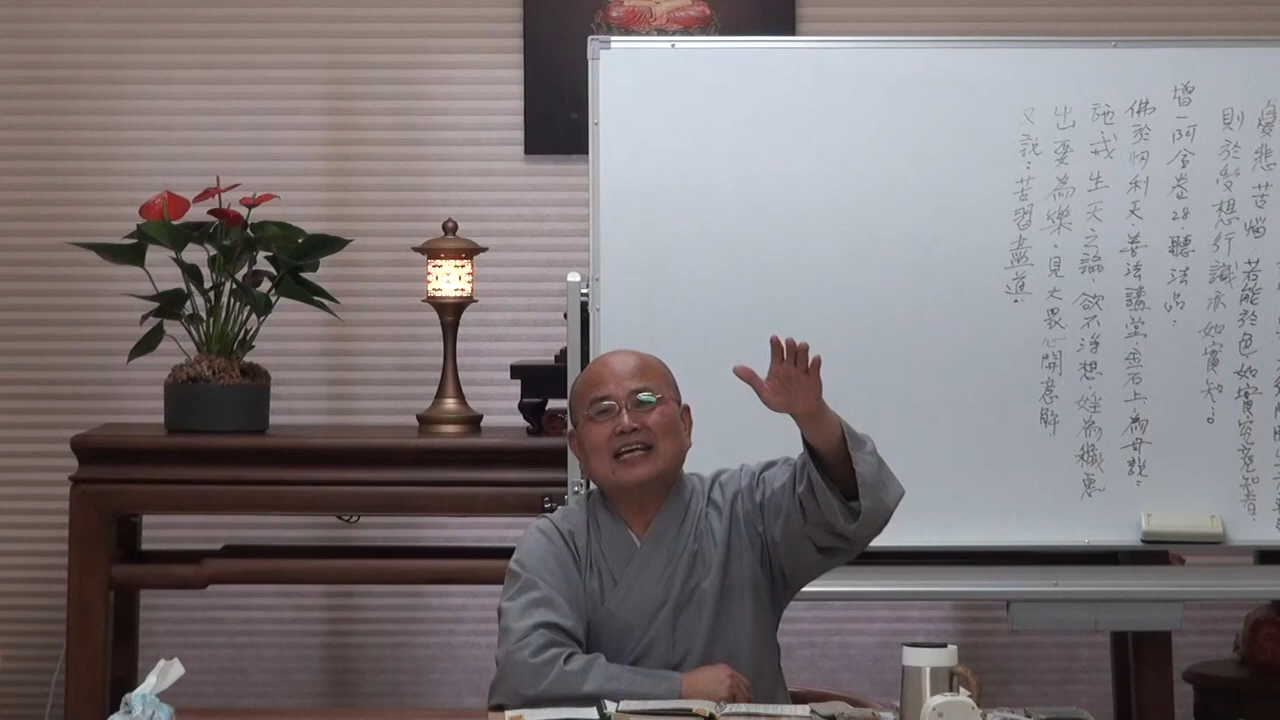 憂悲苦惱 若能於色如實究竟知者.
則於受想行識亦如實知。
增一阿含卷28.聽法品.
佛於忉利天.善法講堂.金石上.為母說:
施.戒.生天之論.欲不淨想.婬為穢惡
出要為樂.見大畏心開意解
又說:苦習盡道.